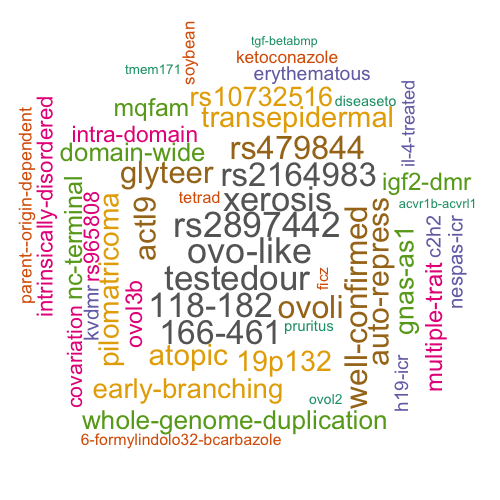 tgf-betabmp
soybean
ketoconazole
tmem171
erythematous
rs10732516
diseaseto
mqfam
transepidermal
il-4-treated
parent--origin-dependent
intrinsically-disordered
intra-domain
domain-wide
rs479844
glyteer
rs2164983
igf2-dmr
nc-terminal
rs965808
tetrad
xerosis
acvr1b-acvrl1
actl9
rs2897442
c2h2
nespas-icr
pilomatricoma
ovo-like
well-confirmed
auto-repress
gnas-as1
multiple-trait
kvdmr
testedour
ficz
covariation
ovol3b
118-182
ovoli
166-461
pruritus
atopic
19p132
h19-icr
early-branching
ovol2
whole-genome-duplication
6-formylindolo32-bcarbazole